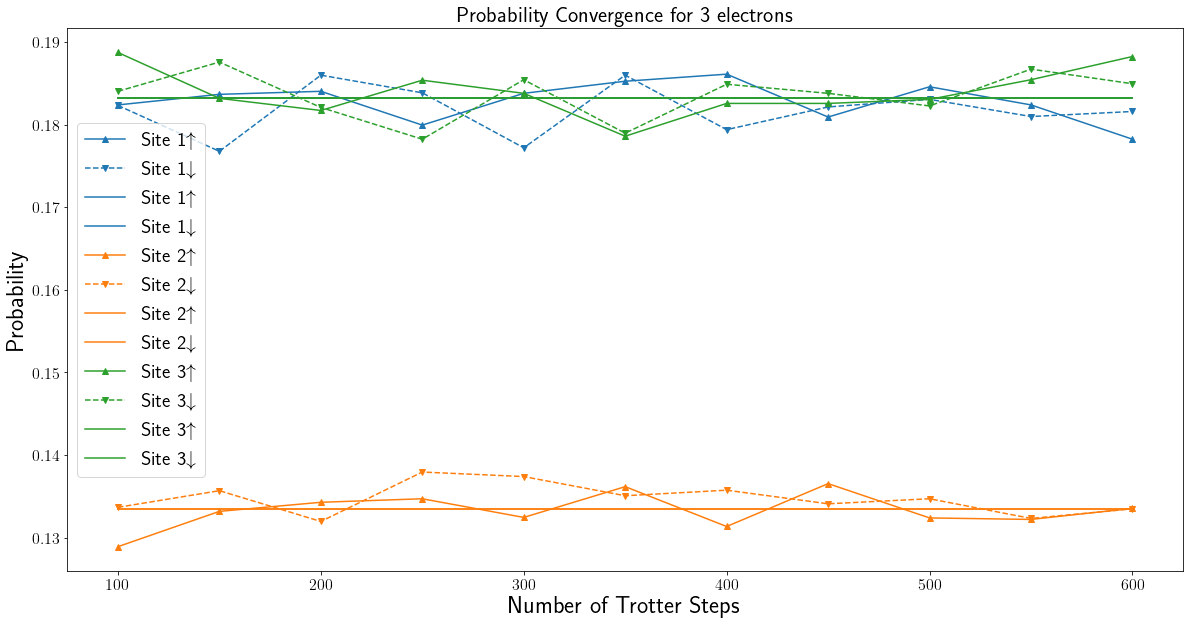 Probability Convergence for 3 electrons
Probability
0.19
0.18
0.17
0.16
0.15
0.14
0.13
Site 1↑
Site 1↓
Site 1↑
Site 1↓
Site 2↑
Site 2↓
Site 2↑
Site 2↓
Site 3↑
Site 3↓
Site 3↑
Site 3↓
100 200 300 400 500 600
Number of Trotter Steps